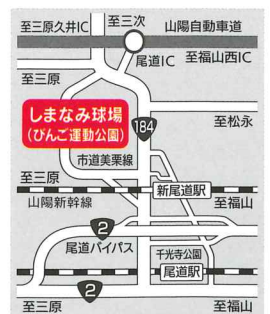 至三原久井IC
至三次
山陽自動車道
尾道IC
至福山西IC
至三原
しまなみ球場
(びんご運動公園)
184
至松永
市道美栗線
至三原
新尾道駅
山陽新幹線
至福山
2
尾道バイパス
千光寺公園
尾道駅
2
至三原
至福山